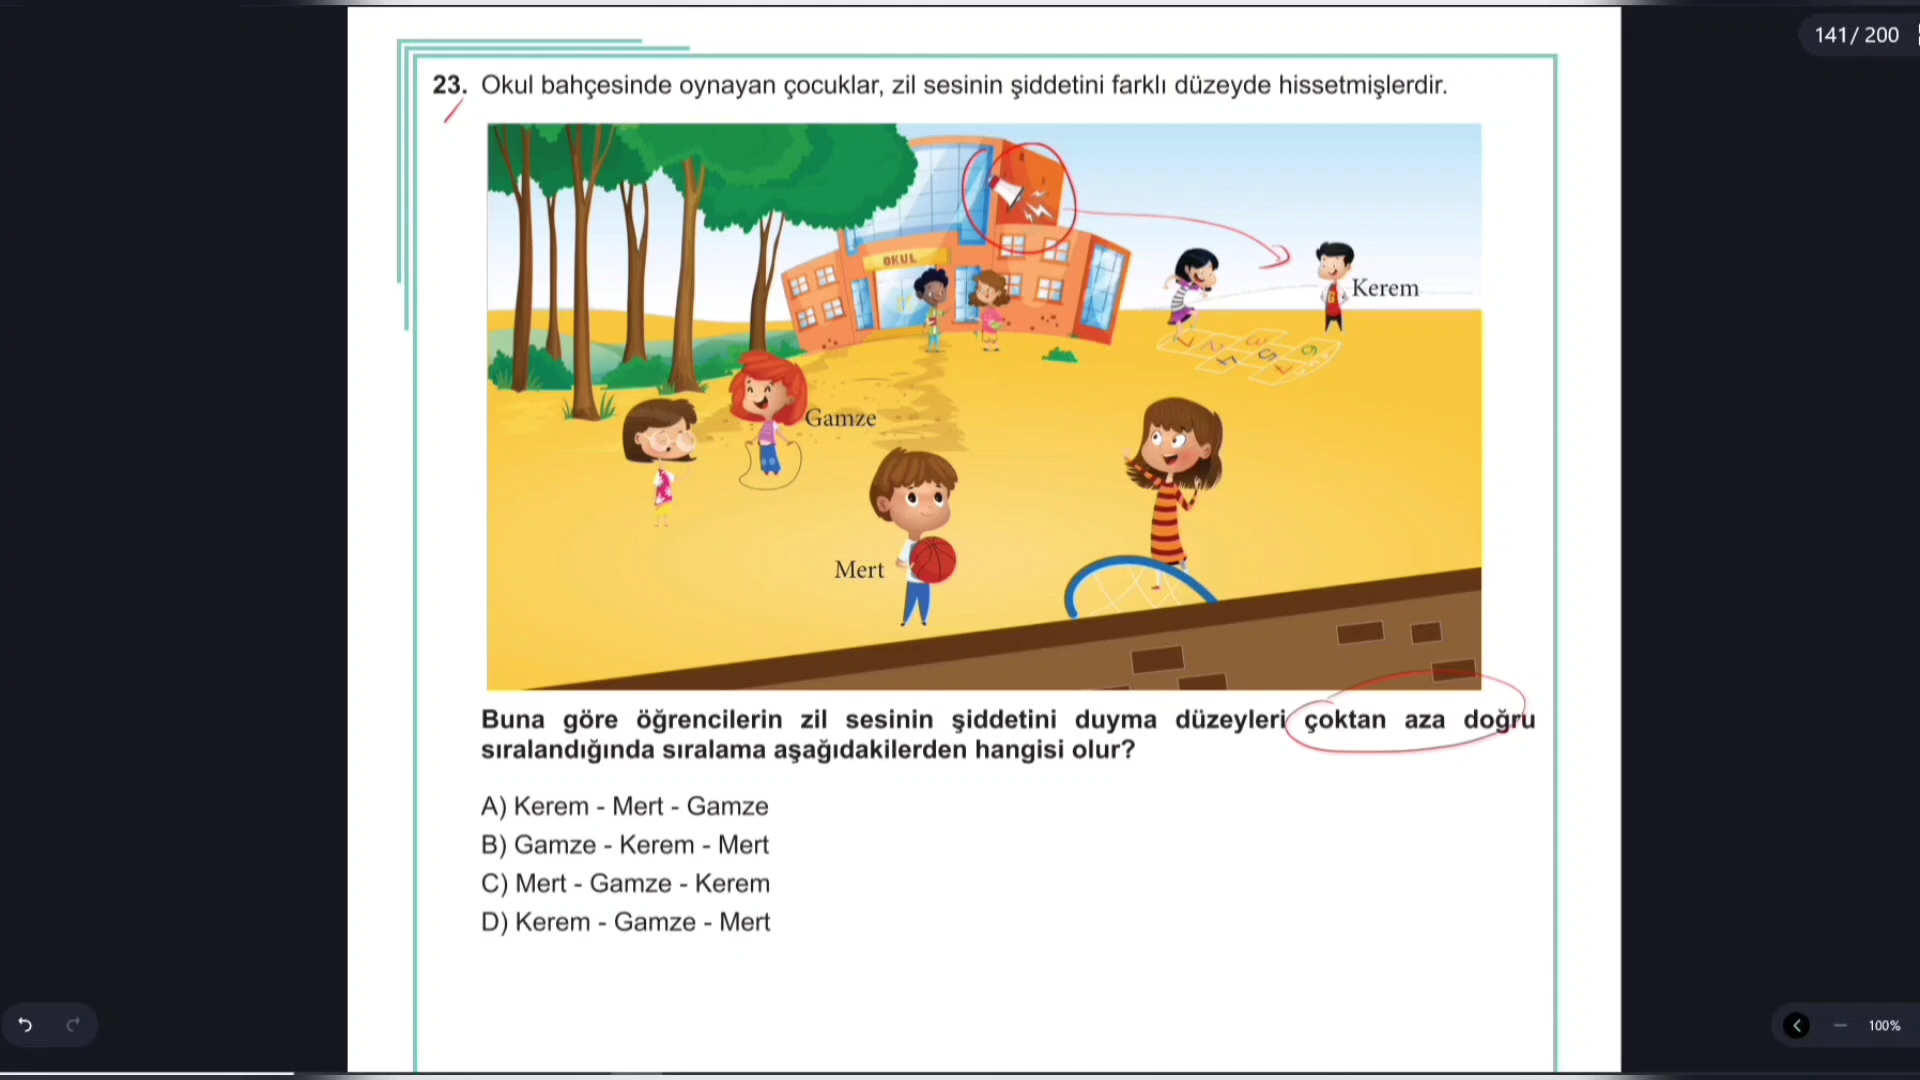 141/ 200
23. Okul bahçesinde oynayan çocuklar, zil sesinin şiddetini farklı düzeyde hissetmişlerdir.
OKUL
Kerem
Gamze
Mert
Buna göre öğrencilerin zil sesinin şiddetini duyma düzeyleri çoktan aza doğru
sıralandığında sıralama aşağıdakilerden hangisi olur?
A) Kerem - Mert - Gamze
B) Gamze - Kerem - Mert
C) Mert - Gamze - Kerem
D) Kerem - Gamze - Mert
100%